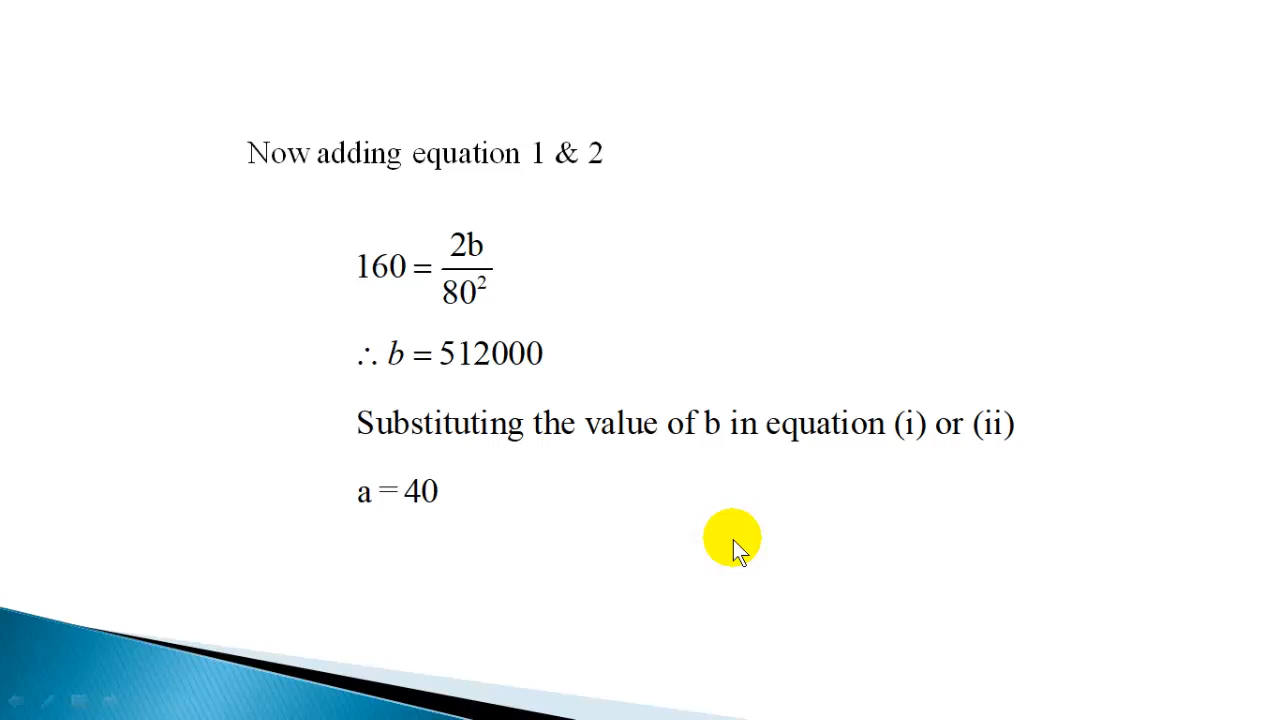 Now adding equation 1 & 2
160 = 2b / 80²
∴ b = 512000
Substituting the value of b in equation (i) or (ii)
a = 40